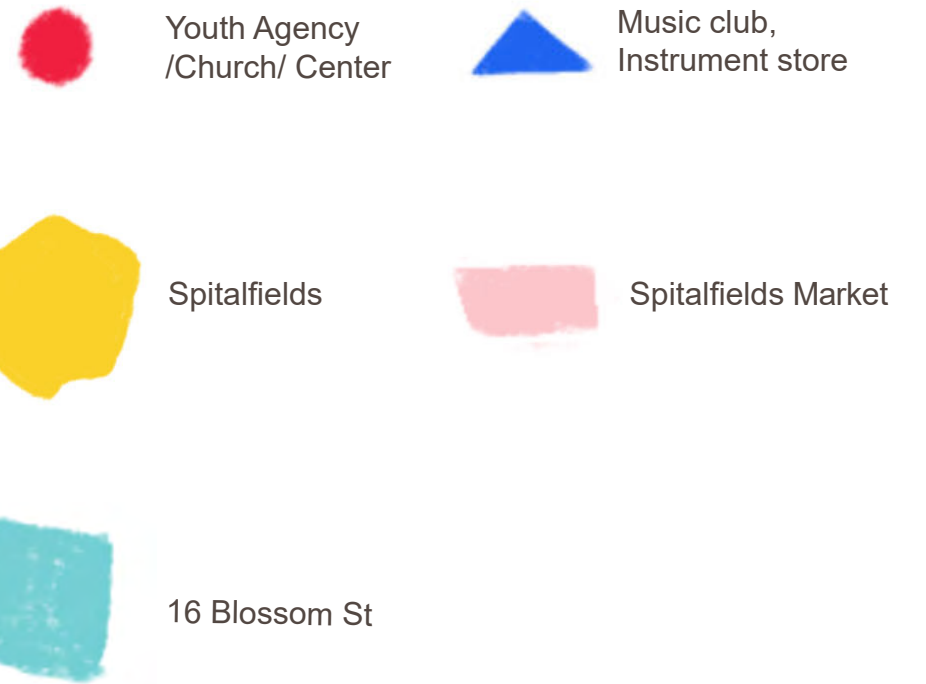 Youth Agency
/Church/ Center
Music club,
Instrument store
Spitalfields
Spitalfields Market
16 Blossom St